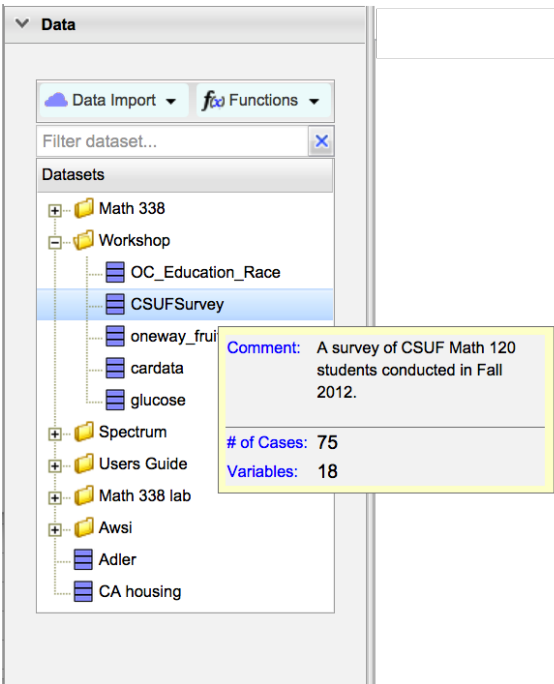 Data
Data Import
f(x) Functions
Filter dataset...
Datasets
Math 338
Workshop
OC_Education_Race
CSUFSurvey
oneway_frui
cardata
glucose
Comment: A survey of CSUF Math 120
students conducted in Fall
2012.
# of Cases: 75
Variables: 18
Spectrum
Users Guide
Math 338 lab
Awsi
Adler
CA housing